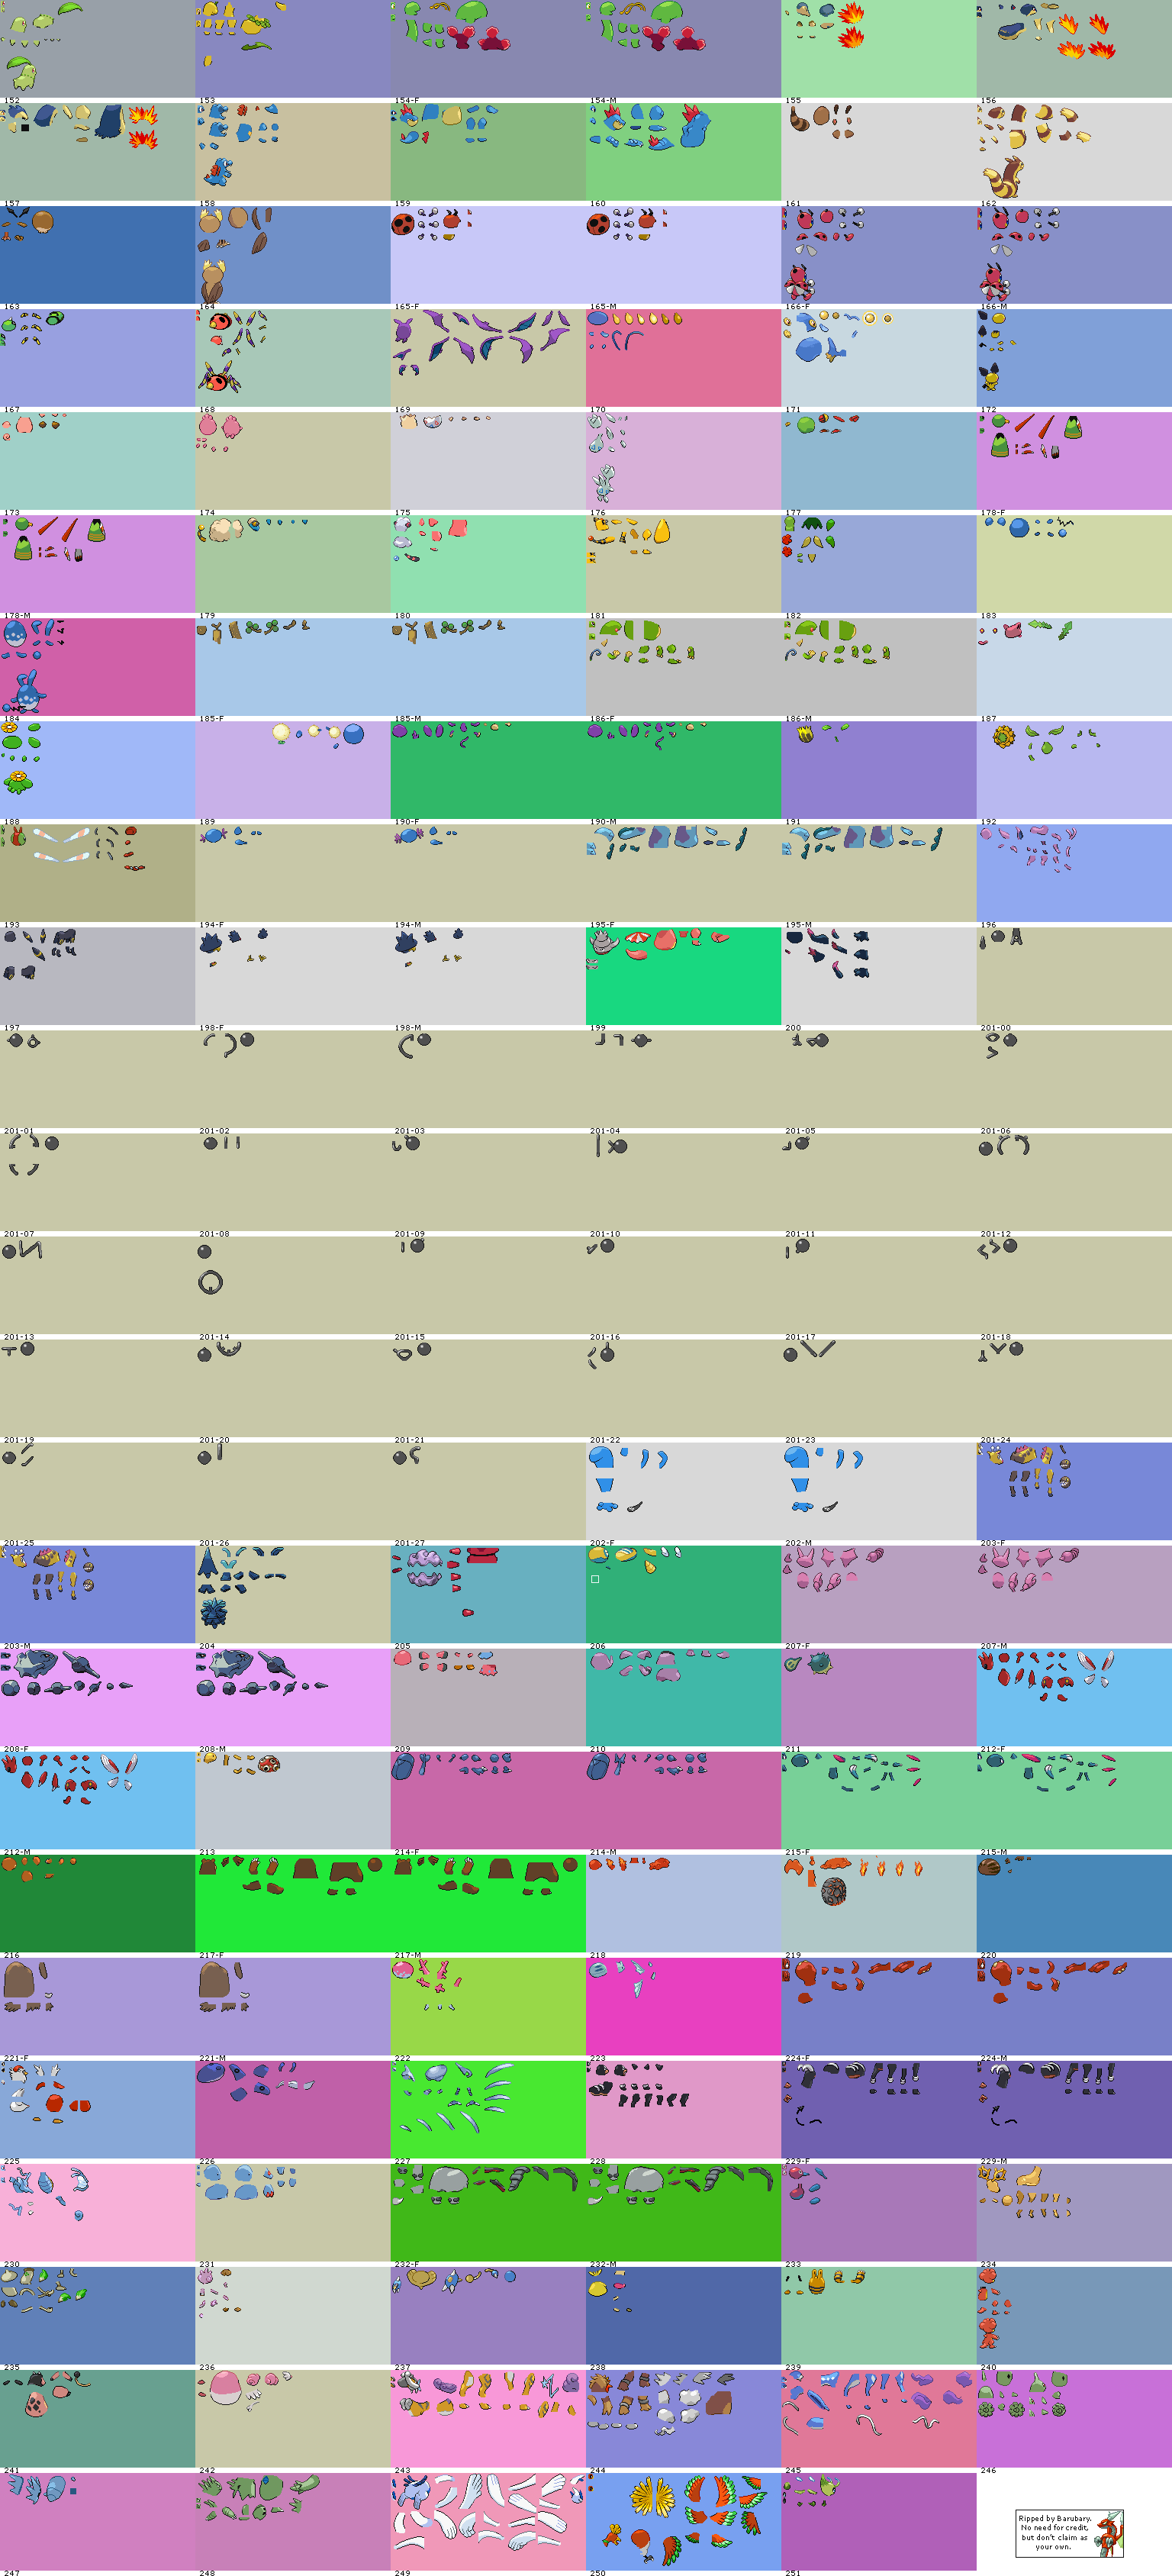 152 153 154-F 154-M 155 156
157 158 159 160 161 162
163 164 165-F 165-M 166-F 166-M
167 168 169 170 171 172
173 174 175 176 177 178-F
178-M 179 180 181 182 183
184 185-F 185-M 186-F 186-M 187
188 189 190-F 190-M 191 192
193 194-F 194-M 195-F 195-M 196
197 198-F 198-M 199 200 201-00
201-01 201-02 201-03 201-04 201-05 201-06
201-07 201-08 201-09 201-10 201-11 201-12
201-13 201-14 201-15 201-16 201-17 201-18
201-19 201-20 201-21 201-22 201-23 201-24
201-25 201-26 201-27 202-F 202-M 203-F
203-M 204 205 206 207-F 207-M
208-F 208-M 209 210 211 212-F
212-M 213 214-F 214-M 215-F 215-M
216 217-F 217-M 218 219 220
221-F 221-M 222 223 224-F 224-M
225 226 227 228 229-F 229-M
230 231 232-F 232-M 233 234
235 236 237 238 239 240
241 242 243 244 245 246
247 248 249 250 251
Ripped by Barubary.
No need for credit,
but don't claim as
your own.